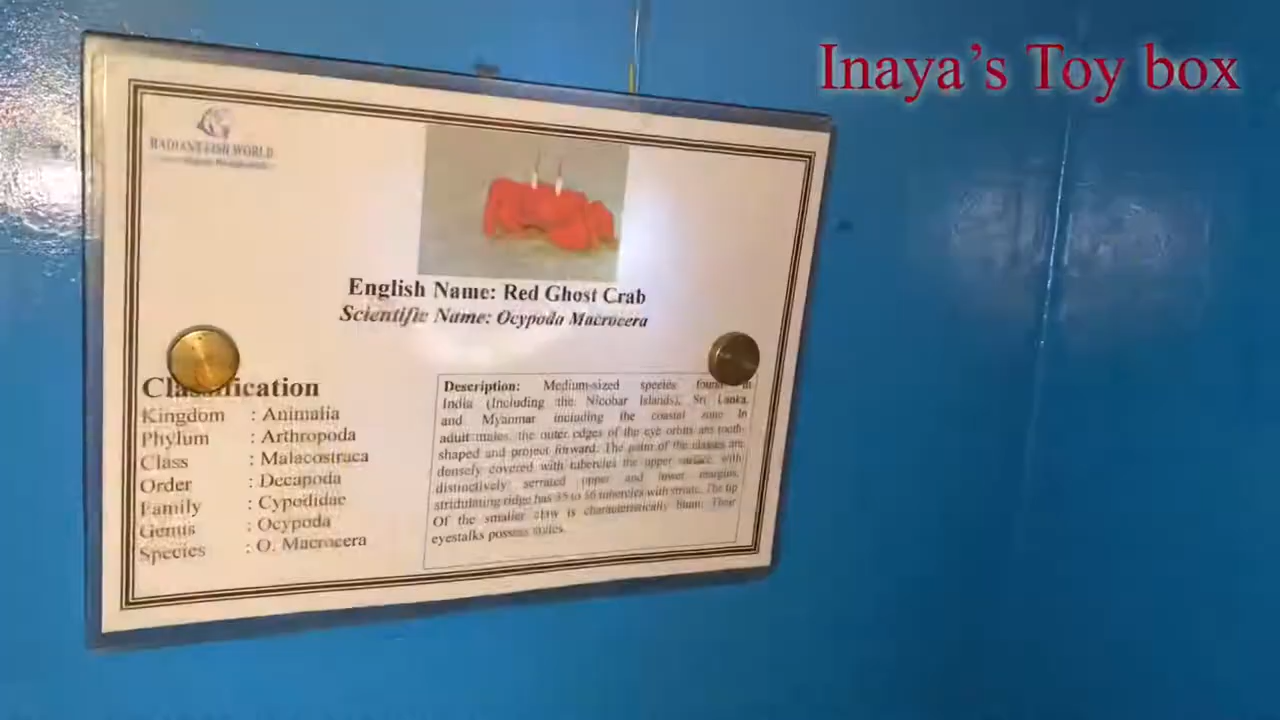 Inaya's Toy box
RADIANT FISH WORLD
English Name: Red Ghost Crab
Scientific Name: Ocypoda Macrocera
Classification
Kingdom : Animalia
Phylum : Arthropoda
Class : Malacostraca
Order : Decapoda
Family : Cypodidae
Genus : Ocypoda
Species : O. Macrocera
Description: Medium-sized species found in
India (Including the Nicobar Islands), Sri Lanka,
and Myanmar including the coastal zone In
adult males, the outer edges of the eye orbits are tooth-
shaped and project forward. The palm of the are
densely covered with tubercles the upper surface with
distinctively serrated upper and lower margins,
stridulating ridge has 35 to 56 tubercles with striate. The tip
Of the smaller claw is characteristically blunt. Their
eyestalks possess styles.